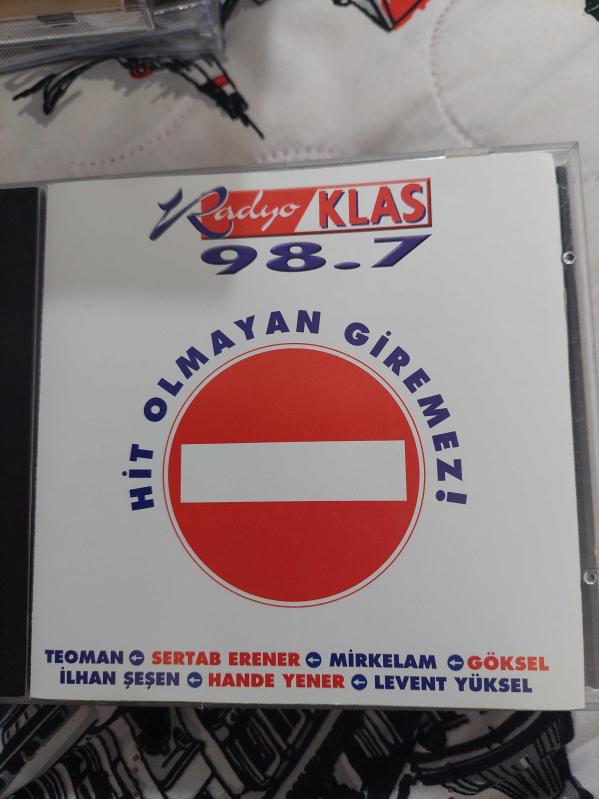 Radyo KLAS
98.7
HİT OLMAYAN GİREMEZ!
TEOMAN SERTAB ERENER MİRKELAM GÖKSEL
İLHAN ŞEŞEN HANDE YENER LEVENT YÜKSEL